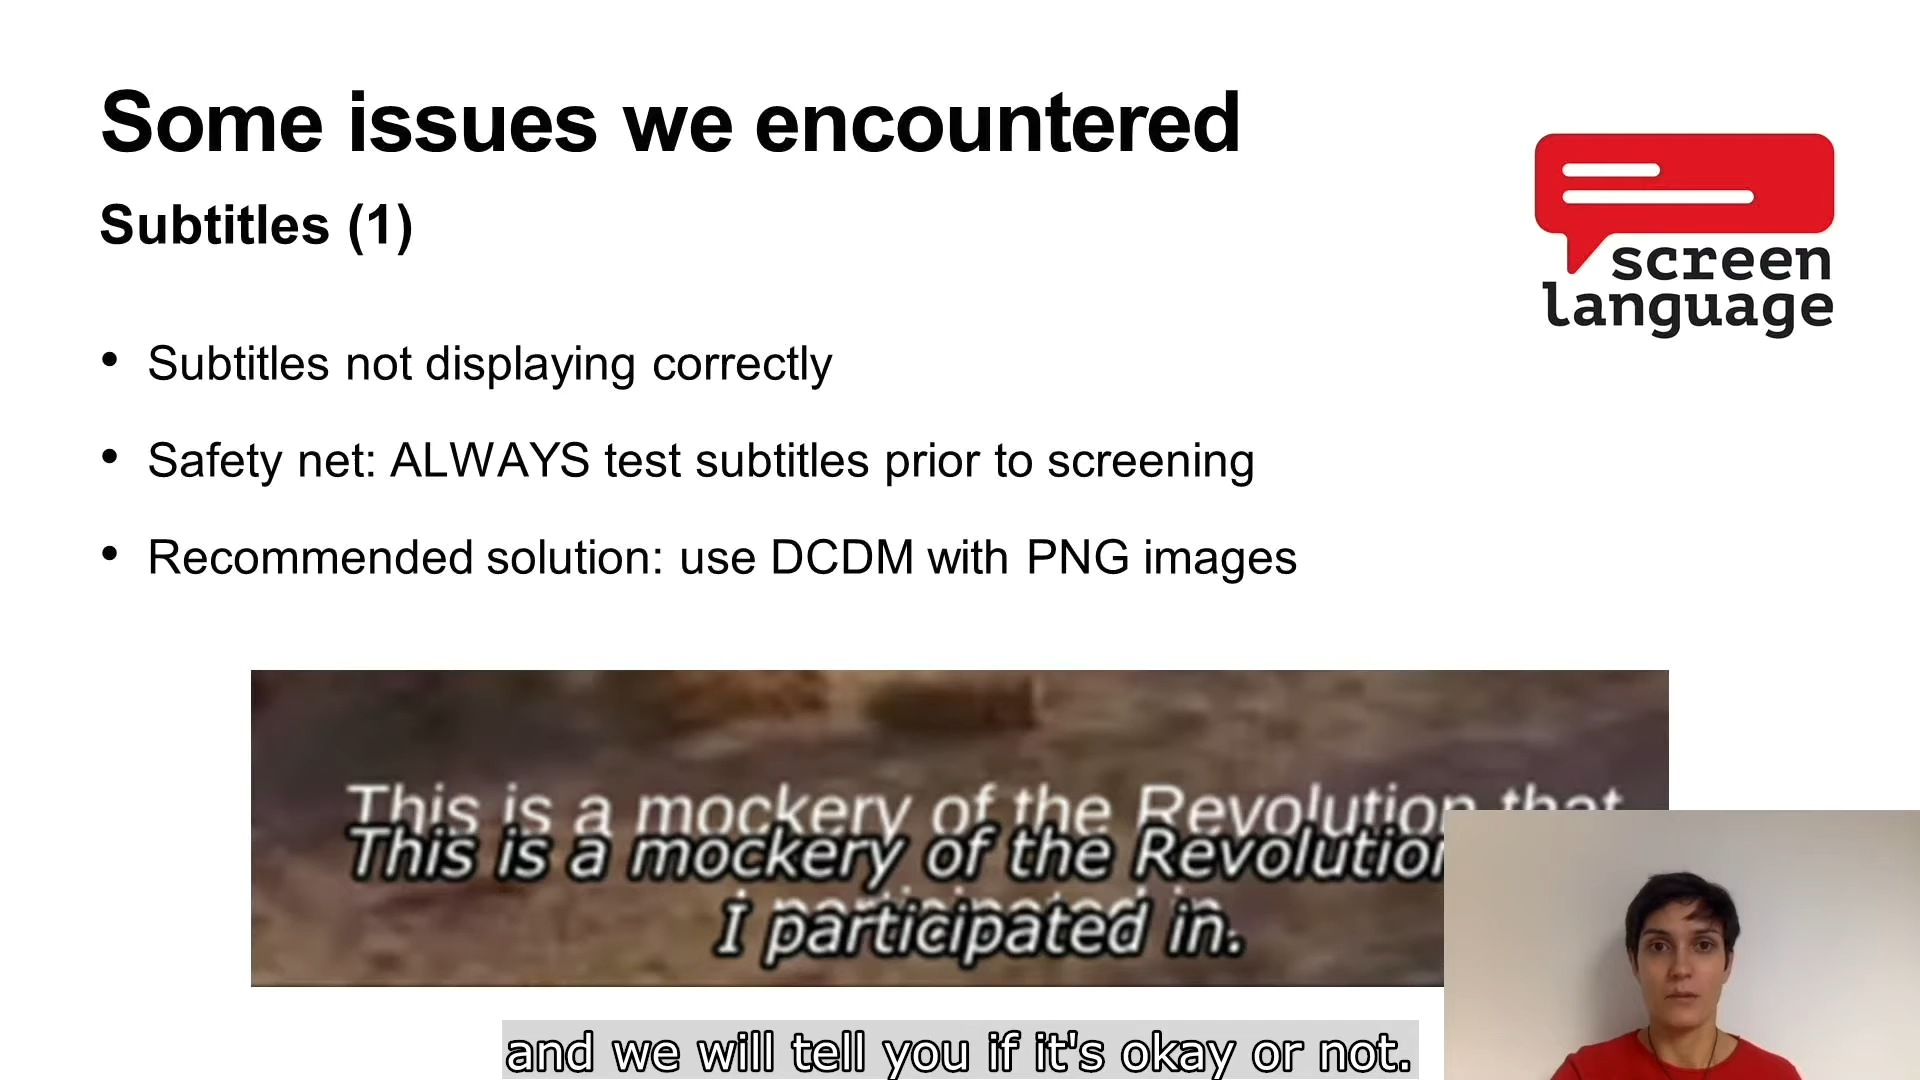 Some issues we encountered
Subtitles (1)
screen
language
• Subtitles not displaying correctly
• Safety net: ALWAYS test subtitles prior to screening
• Recommended solution: use DCDM with PNG images
This is a mockery of the Revolution that
This is a mockery of the Revolution
I participated in.
and we will tell you if it's okay or not.